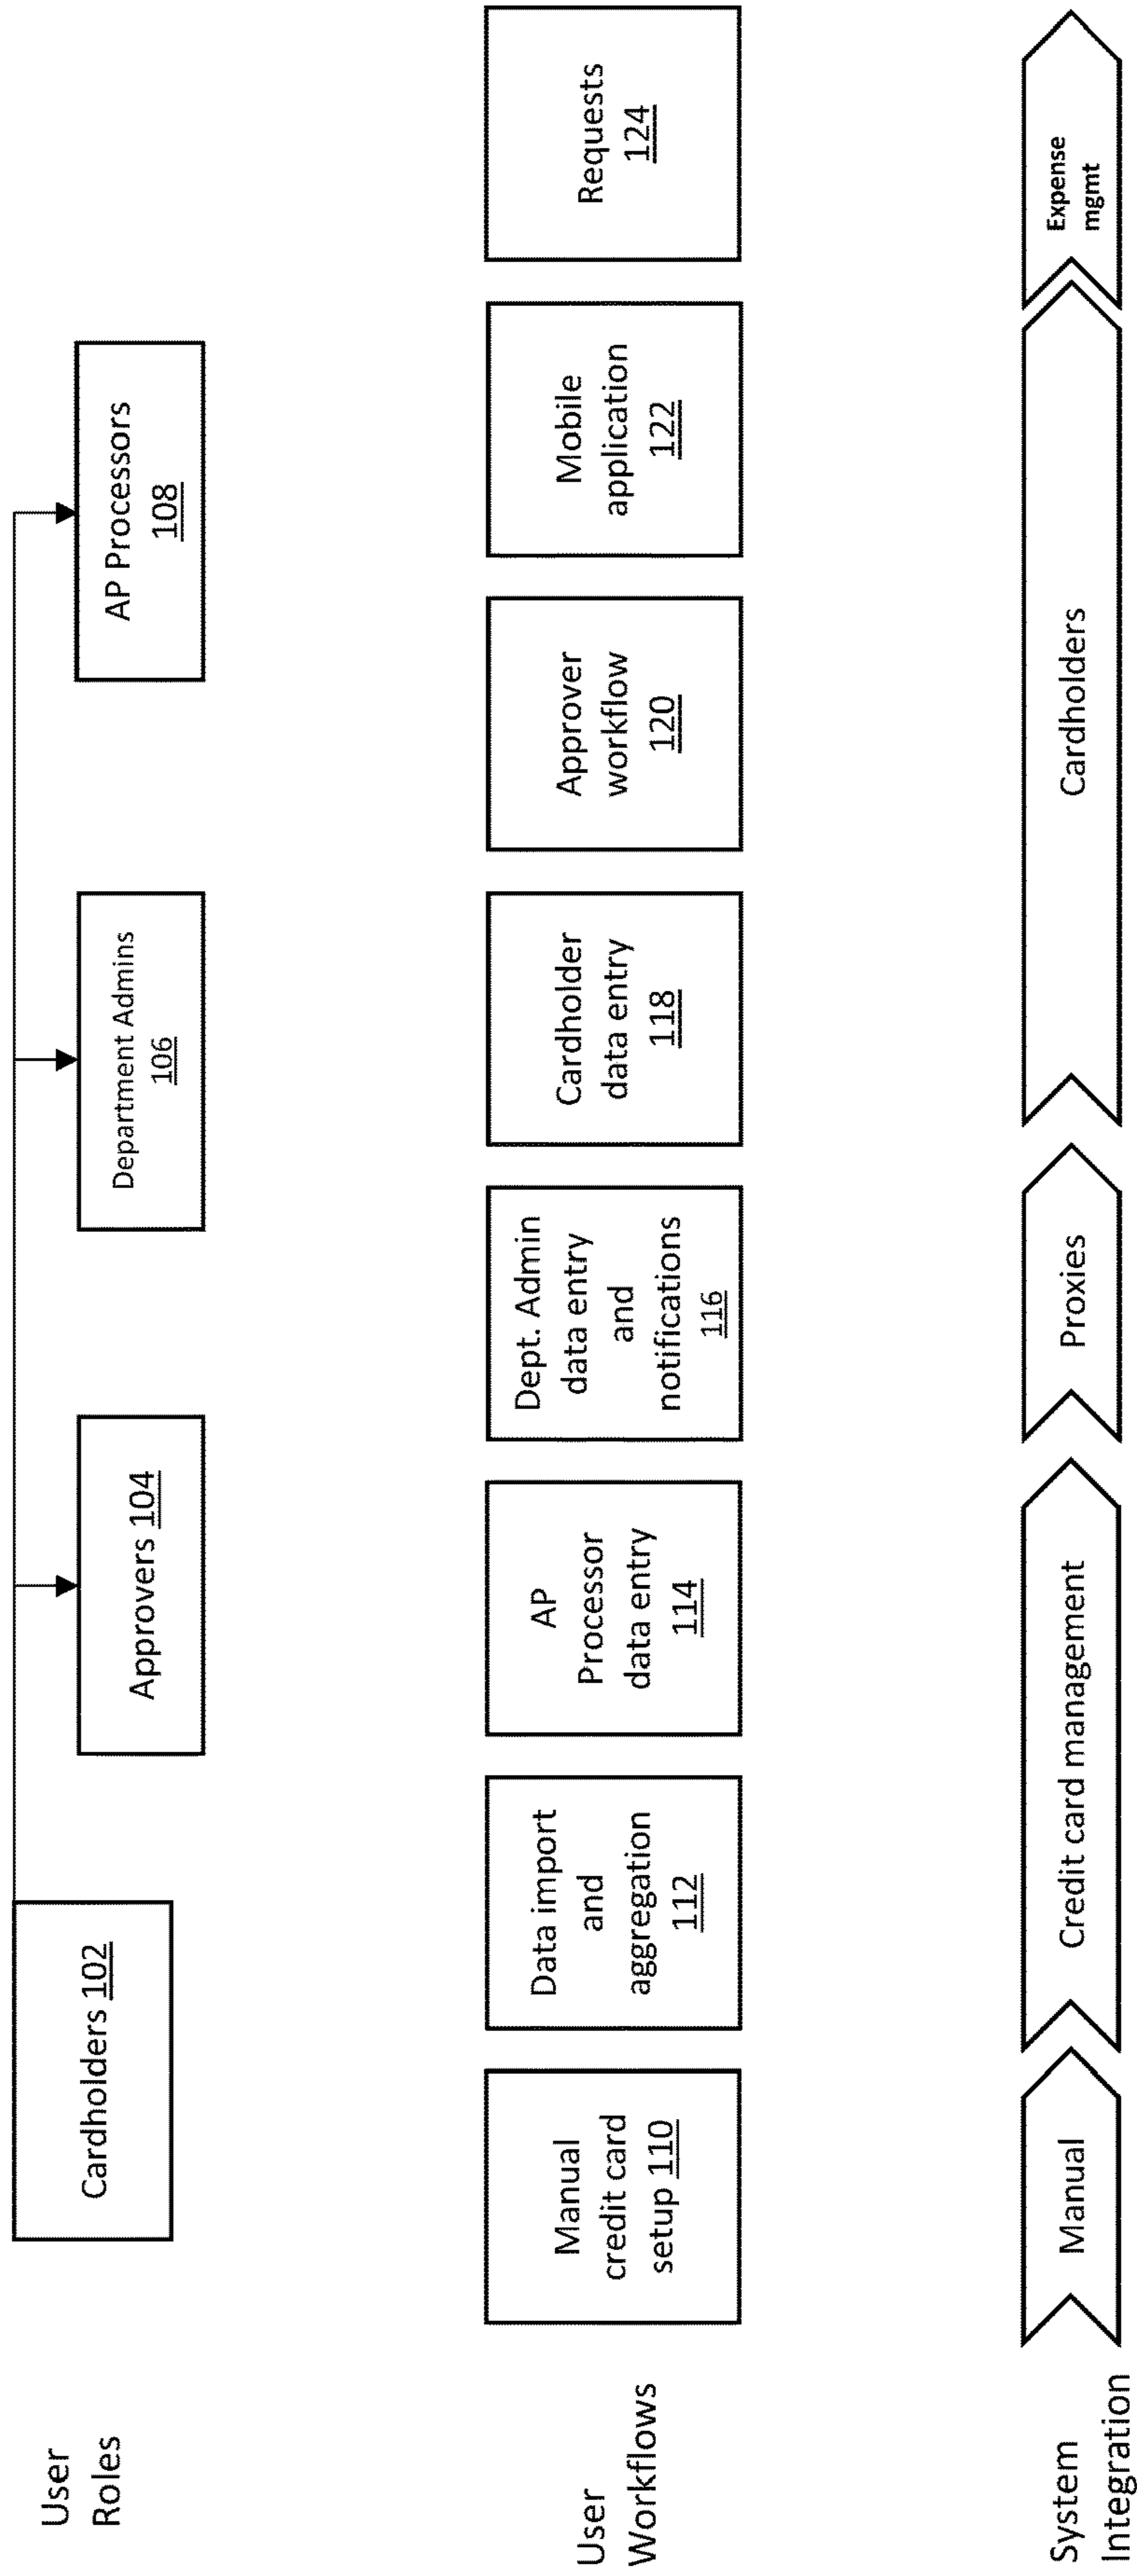 User
Roles
Cardholders 102
Approvers 104
Department Admins
106
AP Processors
108
User
Workflows
Manual
credit card
setup 110
Data import
and
aggregation
112
AP
Processor
data entry
114
Dept. Admin
data entry
and
notifications
116
Cardholder
data entry
118
Approver
workflow
120
Mobile
application
122
Requests
124
System
Integration
Manual
Credit card management
Proxies
Cardholders
Expense
mgmt